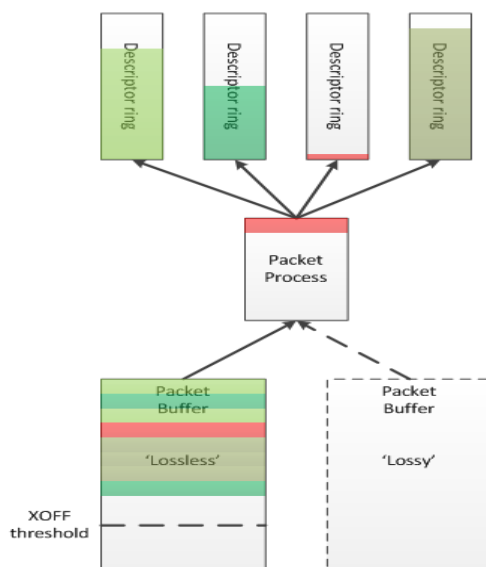 Descriptor ring
Descriptor ring
Descriptor ring
Descriptor ring
Packet
Process
Packet
Buffer
'Lossless'
XOFF
threshold
Packet
Buffer
'Lossy'